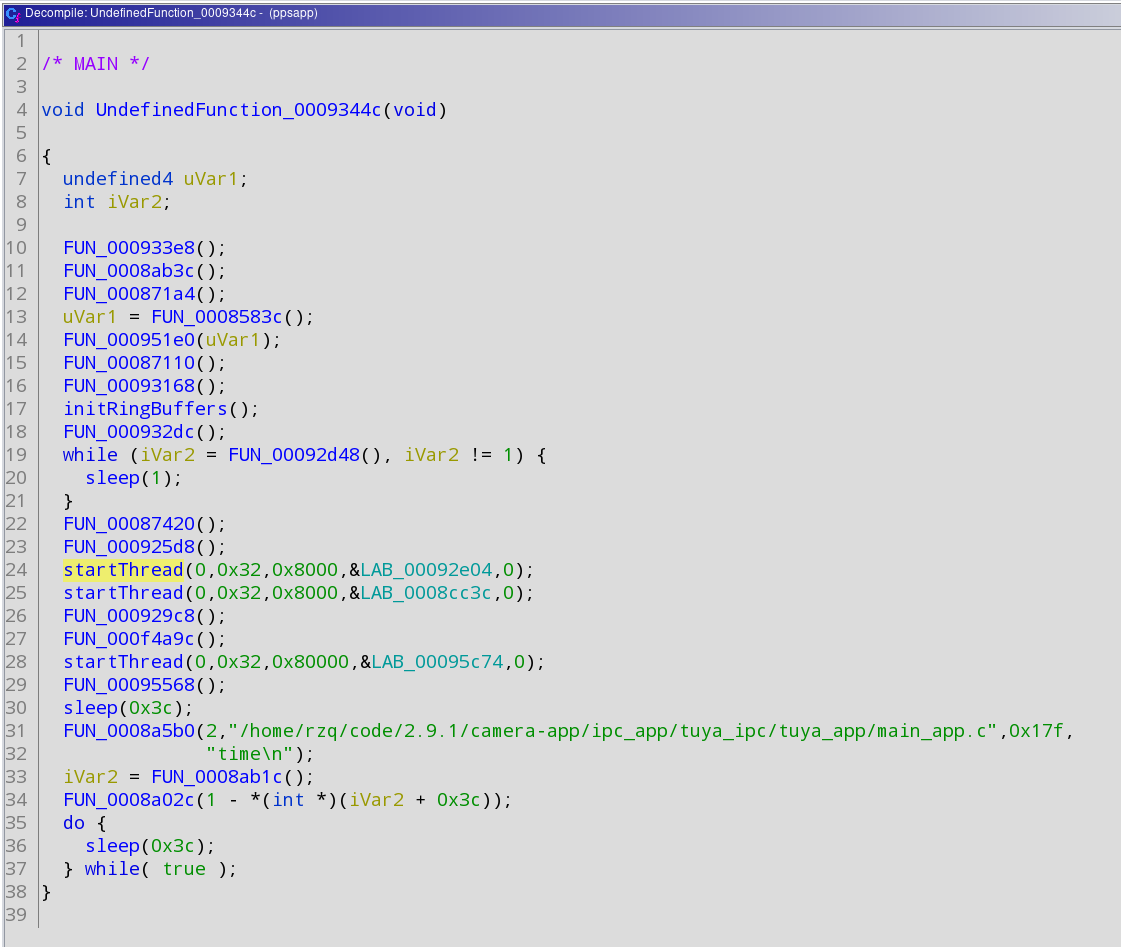 Decompile: UndefinedFunction_0009344c - (ppsapp)
1
2 /* MAIN */
3
4 void UndefinedFunction_0009344c(void)
5
6 {
7 undefined4 uVar1;
8 int iVar2;
9
10 FUN_000933e8();
11 FUN_0008ab3c();
12 FUN_000871a4();
13 uVar1 = FUN_0008583c();
14 FUN_000951e0(uVar1);
15 FUN_00087110();
16 FUN_00093168();
17 initRingBuffers();
18 FUN_000932dc();
19 while (iVar2 = FUN_00092d48(), iVar2 != 1) {
20 sleep(1);
21 }
22 FUN_00087420();
23 FUN_000925d8();
24 startThread(0,0x32,0x8000,&LAB_00092e04,0);
25 startThread(0,0x32,0x8000,&LAB_0008cc3c,0);
26 FUN_000929c8();
27 FUN_000f4a9c();
28 startThread(0,0x32,0x80000,&LAB_00095c74,0);
29 FUN_00095568();
30 sleep(0x3c);
31 FUN_0008a5b0(2,"/home/rzq/code/2.9.1/camera-app/ipc_app/tuya_ipc/tuya_app/main_app.c",0x17f,
32 "time\n");
33 iVar2 = FUN_0008ab1c();
34 FUN_0008a02c(1 - *(int *)(iVar2 + 0x3c));
35 do {
36 sleep(0x3c);
37 } while( true );
38 }
39